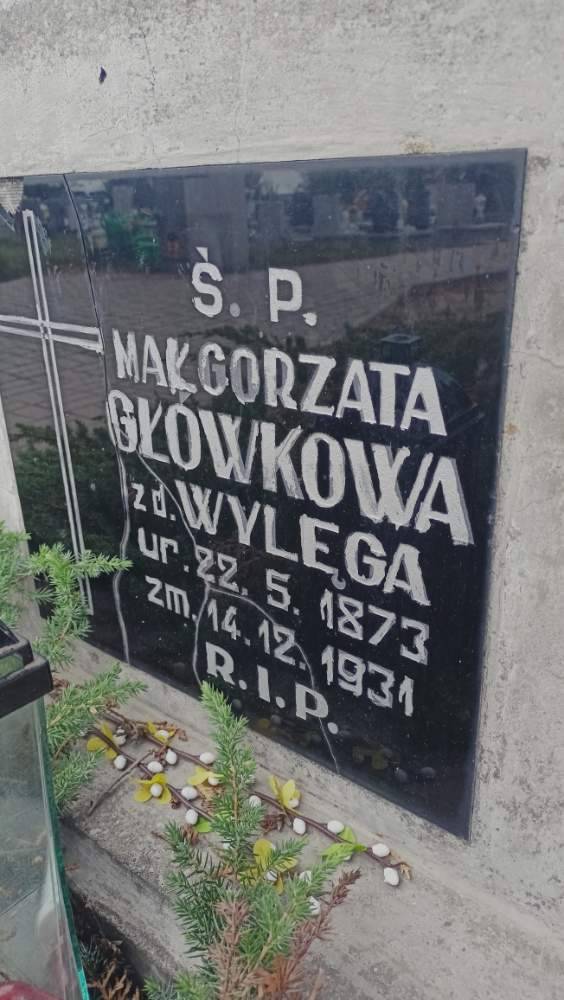 Ś. P.
MAŁGORZATA
GŁÓWKOWA
z d. WYLĘGA
ur. 22. 5. 1873
zm. 14. 12. 1931
R. I. P.